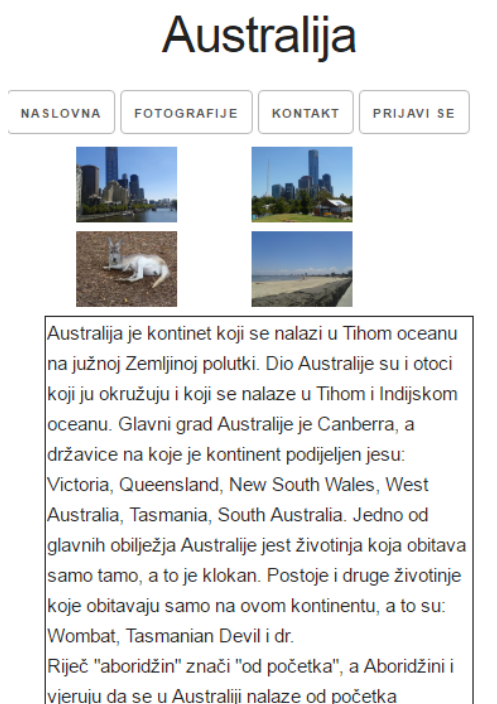 Australija
NASLOVNA FOTOGRAFIJE KONTAKT PRIJAVI SE
Australija je kontinet koji se nalazi u Tihom oceanu
na južnoj Zemljinoj polutki. Dio Australije su i otoci
koji ju okružuju i koji se nalaze u Tihom i Indijskom
oceanu. Glavni grad Australije je Canberra, a
državice na koje je kontinent podijeljen jesu:
Victoria, Queensland, New South Wales, West
Australia, Tasmania, South Australia. Jedno od
glavnih obilježja Australije jest životinja koja obitava
samo tamo, a to je klokan. Postoje i druge životinje
koje obitavaju samo na ovom kontinentu, a to su:
Wombat, Tasmanian Devil i dr.
Riječ "aboridžin" znači "od početka", a Aboridžini i
vjeruju da se u Australiji nalaze od početka